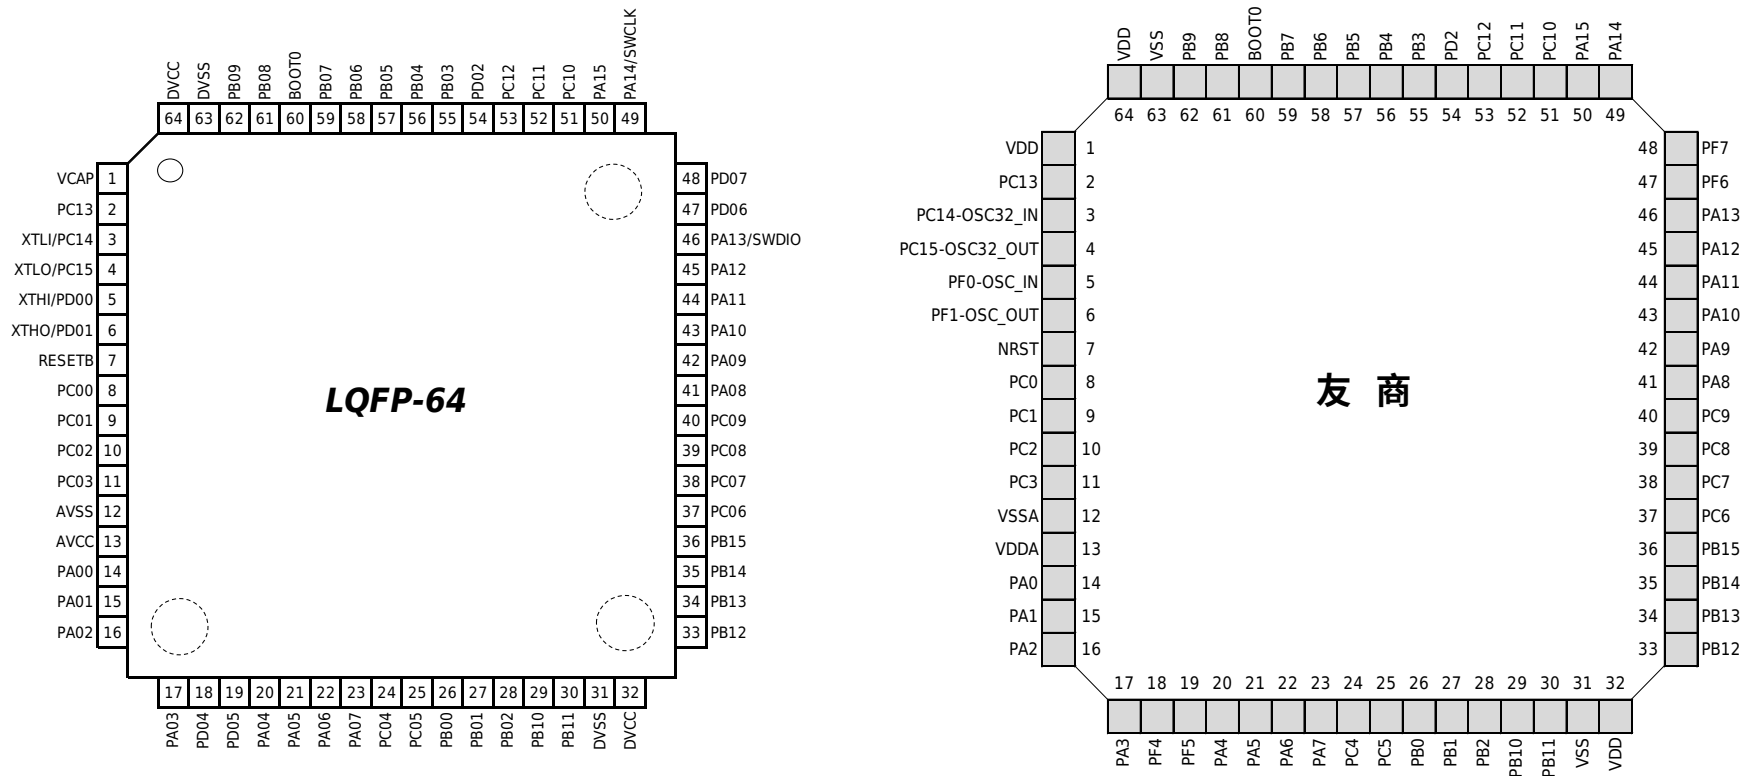 DVCC
DVSS
PB09
PB08
BOOT0
PB07
PB06
PB05
PB04
PB03
PD02
PC12
PC11
PC10
PA15
PA14/SWCLK
64 63 62 61 60 59 58 57 56 55 54 53 52 51 50 49
VCAP 1
PC13 2
XTLI/PC14 3
XTLO/PC15 4
XTHI/PD00 5
XTHO/PD01 6
RESETB 7
PC00 8
PC01 9
PC02 10
PC03 11
AVSS 12
AVCC 13
PA00 14
PA01 15
PA02 16
LQFP-64
48 PD07
47 PD06
46 PA13/SWDIO
45 PA12
44 PA11
43 PA10
42 PA09
41 PA08
40 PC09
39 PC08
38 PC07
37 PC06
36 PB15
35 PB14
34 PB13
33 PB12
17 18 19 20 21 22 23 24 25 26 27 28 29 30 31 32
PA03
PD04
PD05
PA04
PA05
PA06
PA07
PC04
PC05
PB00
PB01
PB02
PB10
PB11
DVSS
DVCC
VDD
VSS
PB9
PB8
BOOT0
PB7
PB6
PB5
PB4
PB3
PD2
PC12
PC11
PC10
PA15
PA14
64 63 62 61 60 59 58 57 56 55 54 53 52 51 50 49
VDD 1
PC13 2
PC14-OSC32_IN 3
PC15-OSC32_OUT 4
PF0-OSC_IN 5
PF1-OSC_OUT 6
NRST 7
PC0 8
PC1 9
PC2 10
PC3 11
VSSA 12
VDDA 13
PA0 14
PA1 15
PA2 16
友 商
48 PF7
47 PF6
46 PA13
45 PA12
44 PA11
43 PA10
42 PA9
41 PA8
40 PC9
39 PC8
38 PC7
37 PC6
36 PB15
35 PB14
34 PB13
33 PB12
17 18 19 20 21 22 23 24 25 26 27 28 29 30 31 32
PA3
PF4
PF5
PA4
PA5
PA6
PA7
PC4
PC5
PB0
PB1
PB2
PB10
PB11
VSS
VDD